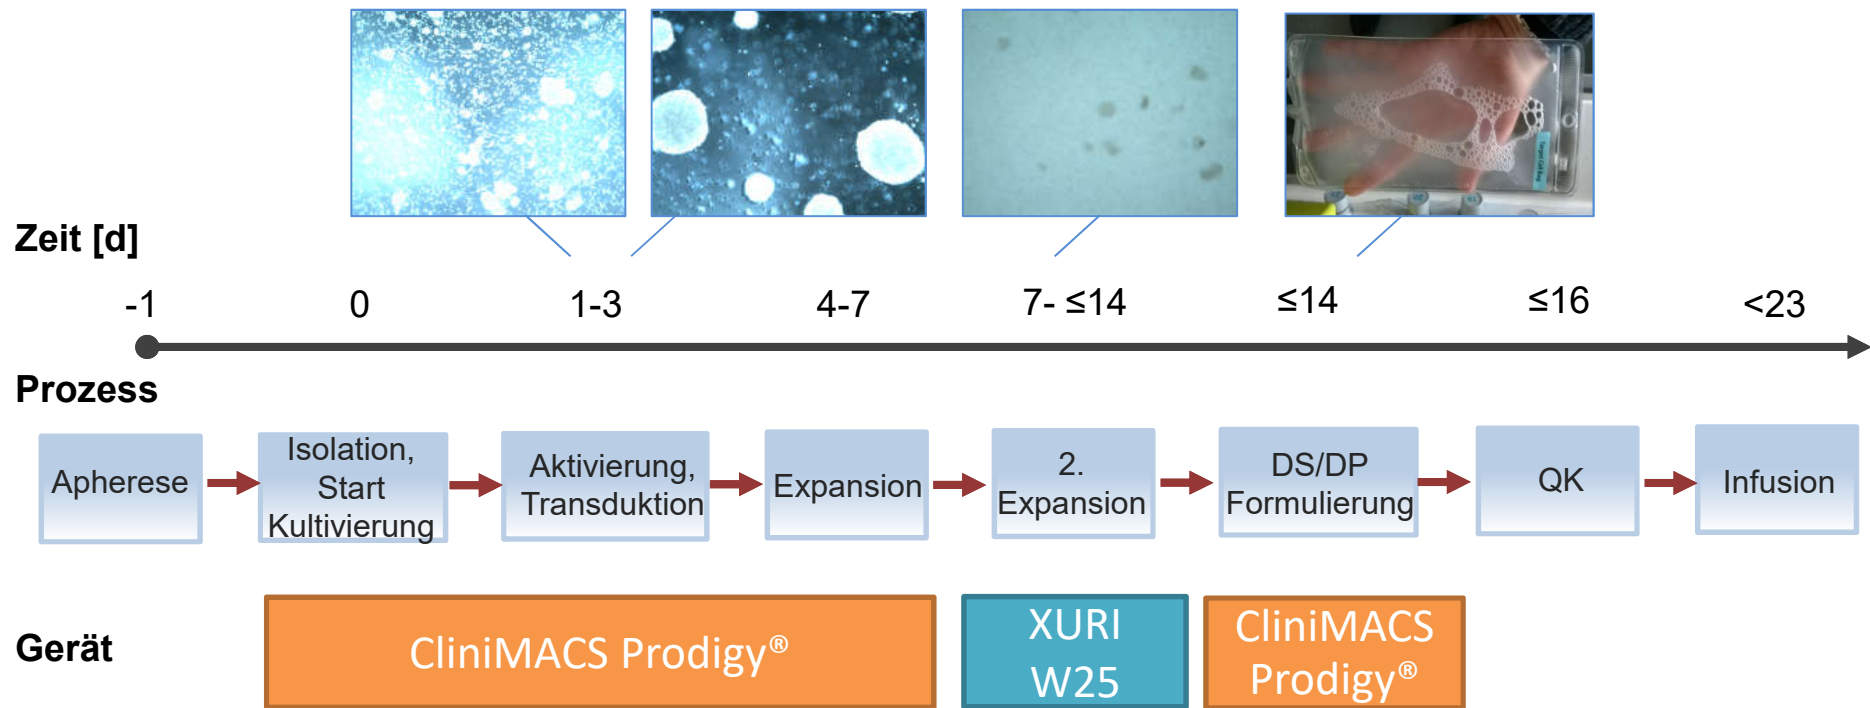 Zeit [d]
-1 0 1-3 4-7 7- ≤14 ≤14 ≤16 <23
Prozess
Apherese
Isolation,
Start
Kultivierung
Aktivierung,
Transduktion
Expansion
2.
Expansion
DS/DP
Formulierung
QK
Infusion
Gerät
CliniMACS Prodigy®
XURI
W25
CliniMACS
Prodigy®